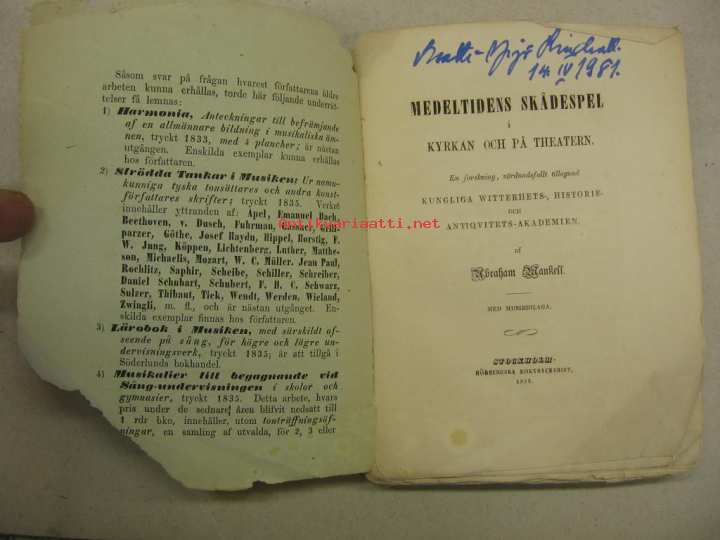 Såsom svar på frågan hvarest författarens äldre
arbeten kunna erhållas, torde här följande underrät-
telser få lemnas:
1) Harmonia, Anteckningar till befrämjande
af en allmännare bildning i musikaliska äm-
nen, tryckt 1833, med 4 plancher; är nästan
utgången. Enskilda exemplar kunna erhållas
hos författaren.
2) Strödda Tankar i Musiken; Ur namn-
kunniga tyska tonsättares och andra konst-
författares skrifter; tryckt 1835. Verket
innehåller yttranden af: Apel, Emanuel Bach,
Beethoven, v. Dusch, Fuhrman,
parzer, Göthe, Josef Haydn, Hippel, Horstig, F.
W. Jung, Köppen, Lichtenberg, Luther, Matthe-
son, Michaelis, Mozart, W. C. Müller. Jean Paul,
Rochlitz, Saphir, Scheibe, Schiller, Schreiber,
Daniel Schubart, Schubert, F. B. C. Schwarz,
Sulzer, Thibaut, Tiek, Wendt, Werden, Wieland,
Zwingli, m. fl., och är nästan utgånget. En-
skilda exemplar finnas hos författaren.
3) Lärobok i Musiken, med särskildt af-
seende på sång, för högre och lägre un-
dervisningsverk, tryckt 1835; är att tillgå i
Söderlunds bokhandel.
4) Musikalier till begagnande vid
Sång-undervisningen i skolor och
gymnasier, tryckt 1835. Detta arbete, hvars
pris under de sednare åren blifvit nedsatt till
1 rdr bko, innehåller, utom tonträffningsöf-
ningar, en samling af utvalda, för 2, 3 eller
14 IV 1981.
MEDELTIDENS SKÅDESPEL
i
KYRKAN OCH PÅ THEATERN.
En forskning, vördnadsfullt tillegnad
KUNGLIGA WITTERHETS-, HISTORIE-
OCH
ANTIQVITETS-AKADEMIEN,
af
Abraham Mankell.
MED MUSIKBILAGA.
STOCKHOLM:
HÖRBERGSKA BOKTRYCKERIET,
antikvariaatti.net